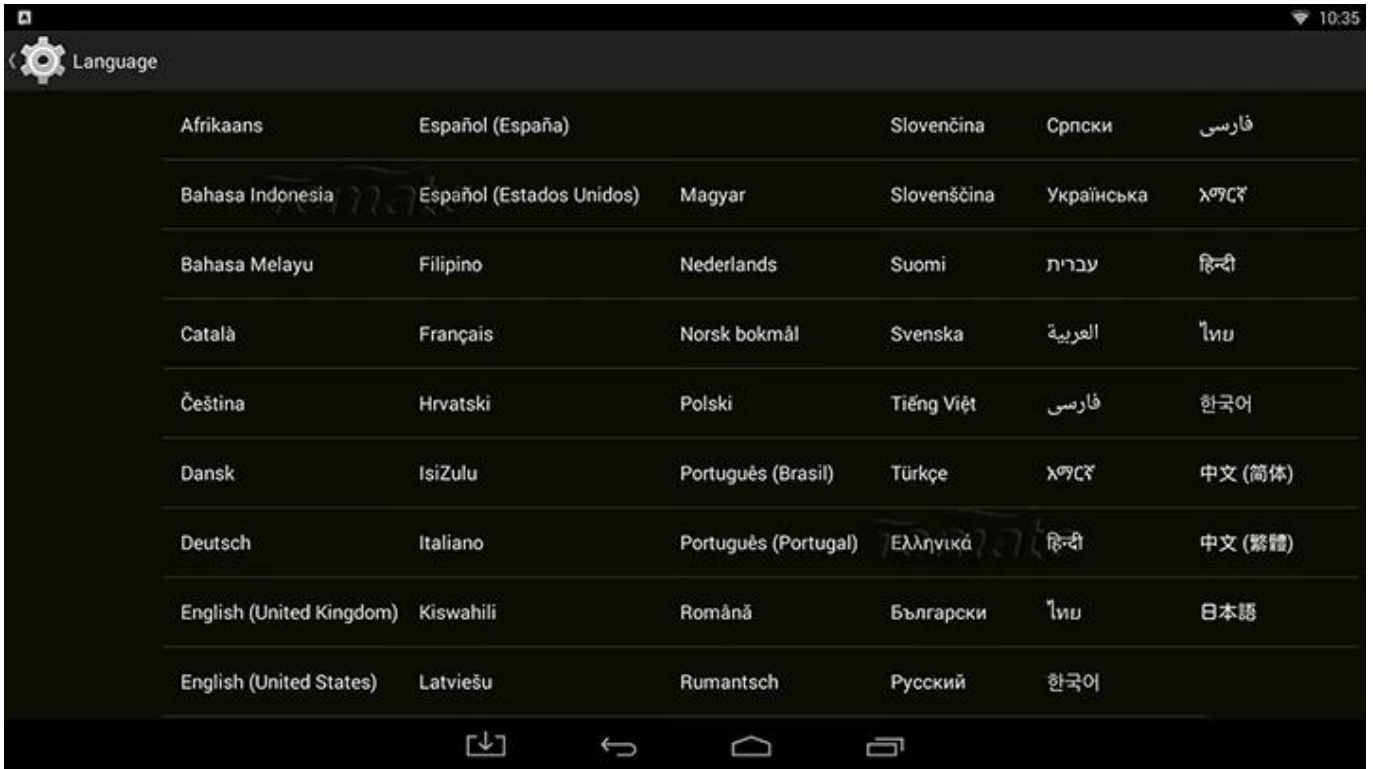 10:35
Language
Afrikaans Español (España) Slovenčina Српски فارسی
Bahasa Indonesia Español (Estados Unidos) Magyar Slovenščina Українська አማርኛ
Bahasa Melayu Filipino Nederlands Suomi עברית हिन्दी
Català Français Norsk bokmål Svenska العربية ไทย
Čeština Hrvatski Polski Tiếng Việt فارسی 한국어
Dansk IsiZulu Português (Brasil) Türkçe አማርኛ 中文 (简体)
Deutsch Italiano Português (Portugal) Ελληνικά हिन्दी 中文 (繁體)
English (United Kingdom) Kiswahili Română Български ไทย 日本語
English (United States) Latviešu Rumantsch Русский 한국어